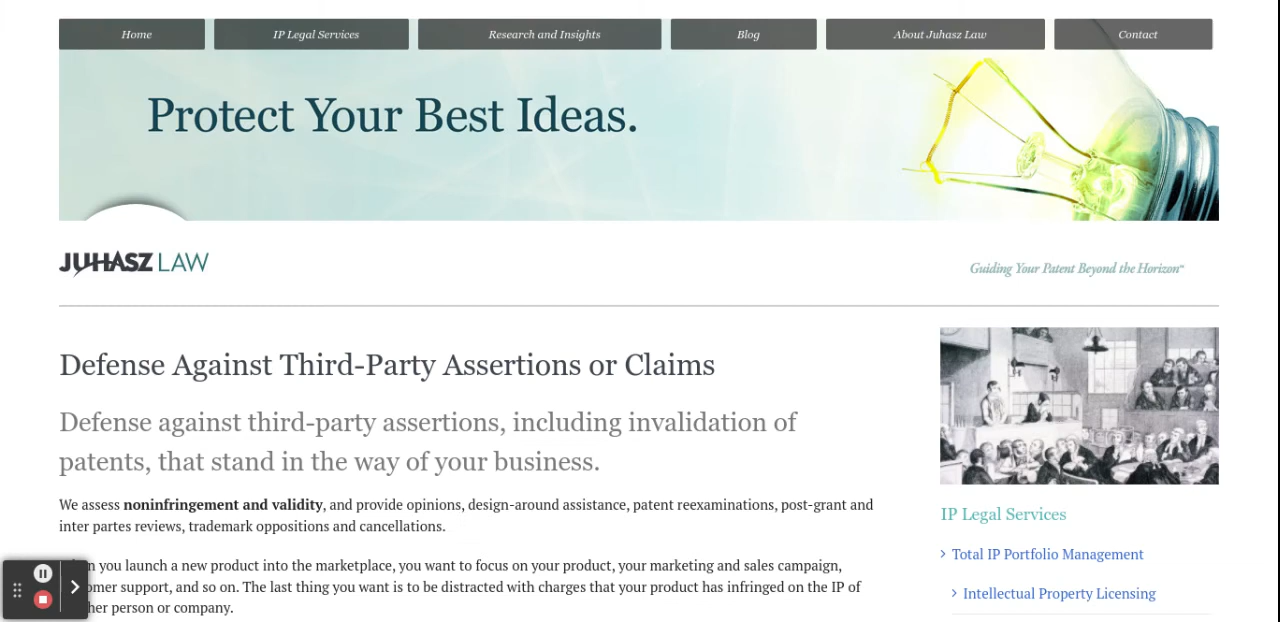 Home IP Legal Services Research and Insights Blog About Juhasz Law Contact
Protect Your Best Ideas.
JUHASZ LAW
Guiding Your Patent Beyond the Horizon℠
Defense Against Third-Party Assertions or Claims
Defense against third-party assertions, including invalidation of
patents, that stand in the way of your business.
We assess noninfringement and validity, and provide opinions, design-around assistance, patent reexaminations, post-grant and
inter partes reviews, trademark oppositions and cancellations.
you launch a new product into the marketplace, you want to focus on your product, your marketing and sales campaign,
support, and so on. The last thing you want is to be distracted with charges that your product has infringed on the IP of
person or company.
IP Legal Services
Total IP Portfolio Management
Intellectual Property Licensing